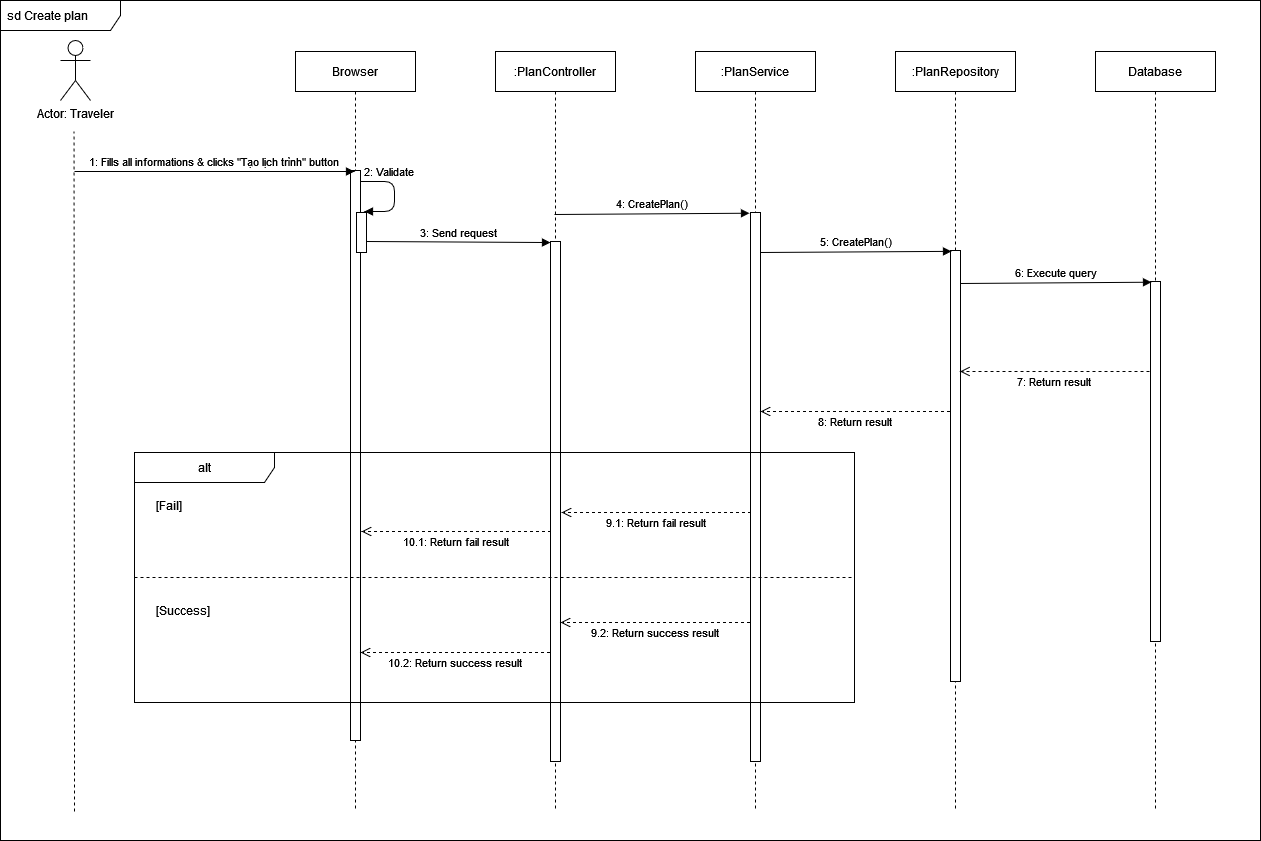 sd Create plan
Actor: Traveler
Browser
:PlanController
:PlanService
:PlanRepository
Database
1: Fills all informations & clicks "Tạo lịch trình" button
2: Validate
3: Send request
4: CreatePlan()
5: CreatePlan()
6: Execute query
7: Return result
8: Return result
alt
[Fail]
9.1: Return fail result
10.1: Return fail result
[Success]
9.2: Return success result
10.2: Return success result